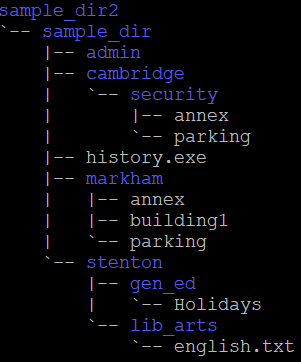 sample_dir2
`-- sample_dir
    |-- admin
    |-- cambridge
    |   `-- security
    |       |-- annex
    |       `-- parking
    |-- history.exe
    |-- markham
    |   |-- annex
    |   |-- building1
    |   `-- parking
    `-- stenton
        |-- gen_ed
        |   `-- Holidays
        `-- lib_arts
            `-- english.txt